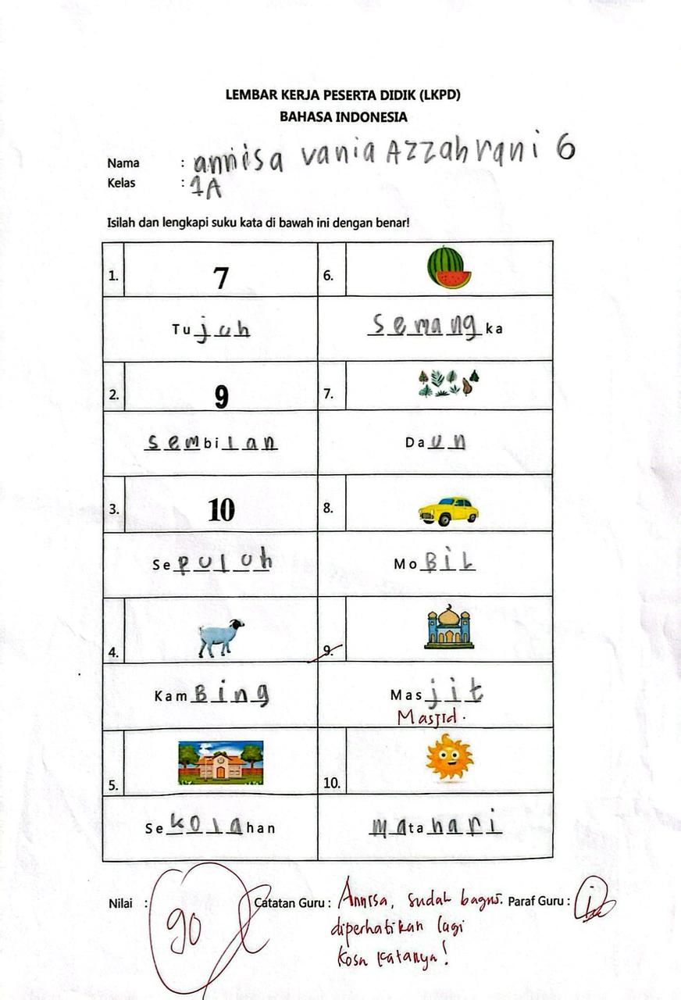 LEMBAR KERJA PESERTA DIDIK (LKPD)
BAHASA INDONESIA
Nama : annisa vania Azzahrani 6
Kelas : 1A
Isilah dan lengkapi suku kata di bawah ini dengan benar!
1. 7
6.
Tujuh
Semangka
2. 9
7.
sembilan
Daun
3. 10
8.
Sepuluh
MoBiL
4.
9.
KamBing
Masjit
Masjid.
5.
10.
Sekolahan
matahari
Nilai : 90
Catatan Guru : Annisa, sudah bagus.
diperhatikan lagi
kosa katanya!
Paraf Guru :